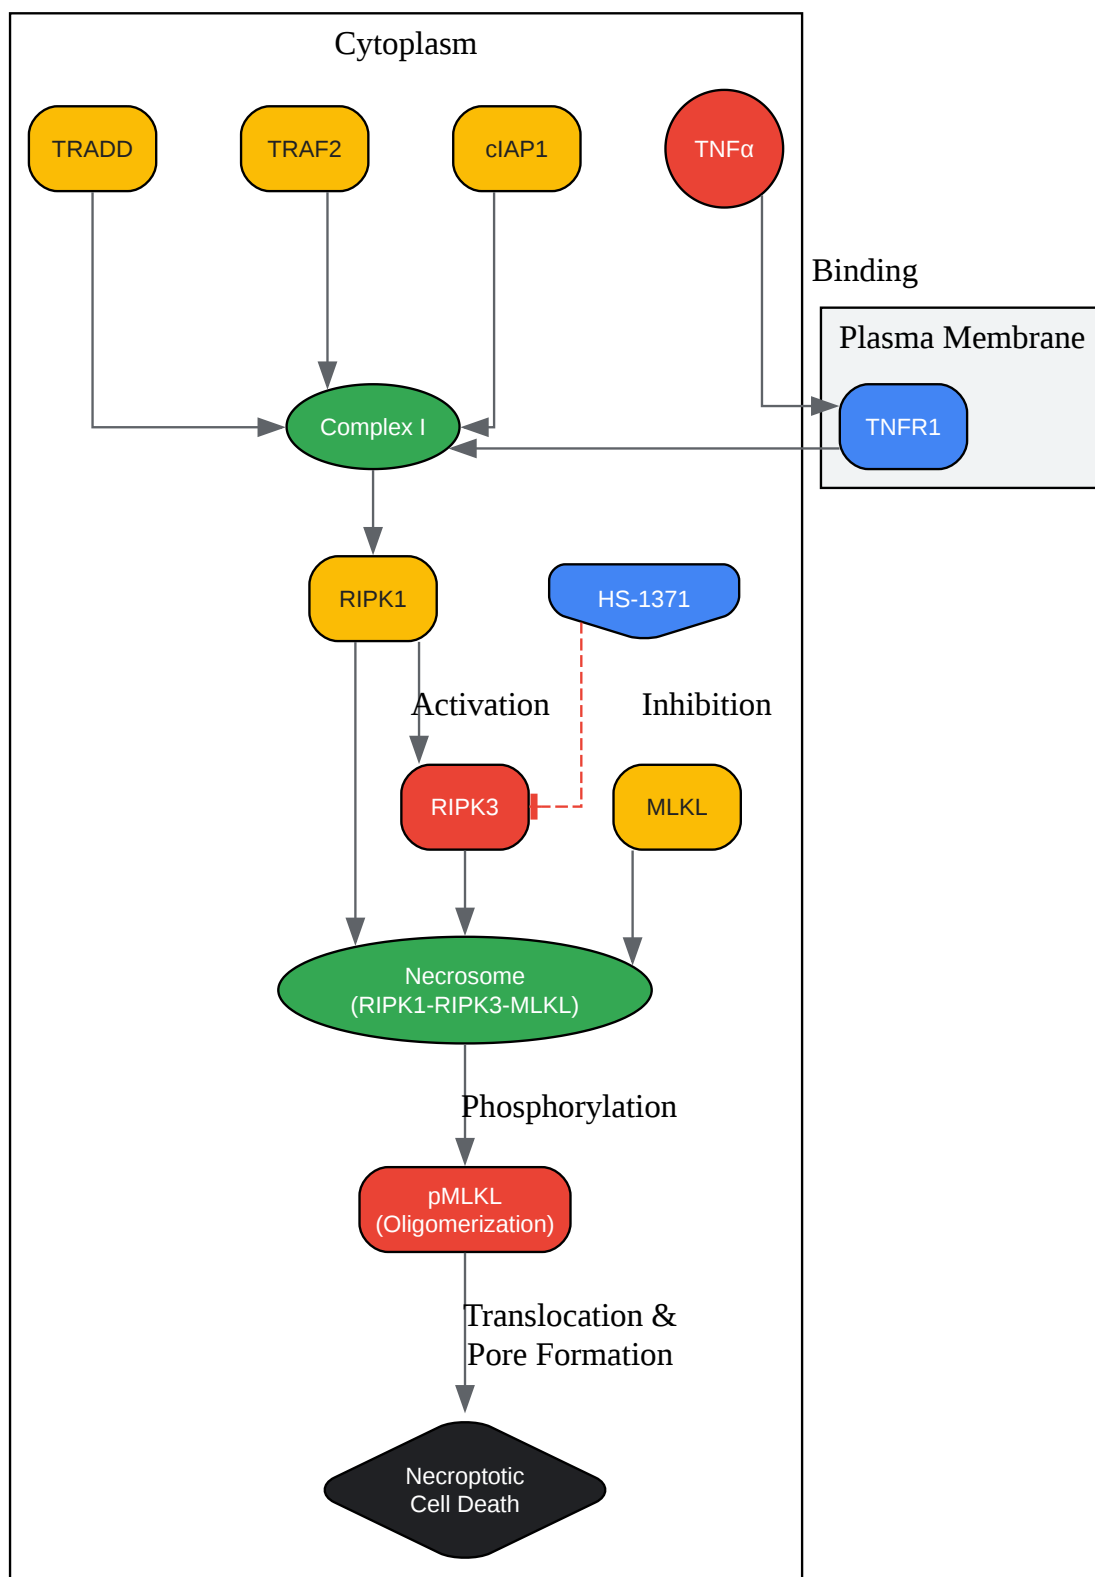 Cytoplasm
TRADD
TRAF2
cIAP1
TNFα
Binding
Plasma Membrane
Complex I
TNFR1
RIPK1
HS-1371
Activation
Inhibition
RIPK3
MLKL
Necrosome
(RIPK1-RIPK3-MLKL)
Phosphorylation
pMLKL
(Oligomerization)
Translocation &
Pore Formation
Necroptotic
Cell Death